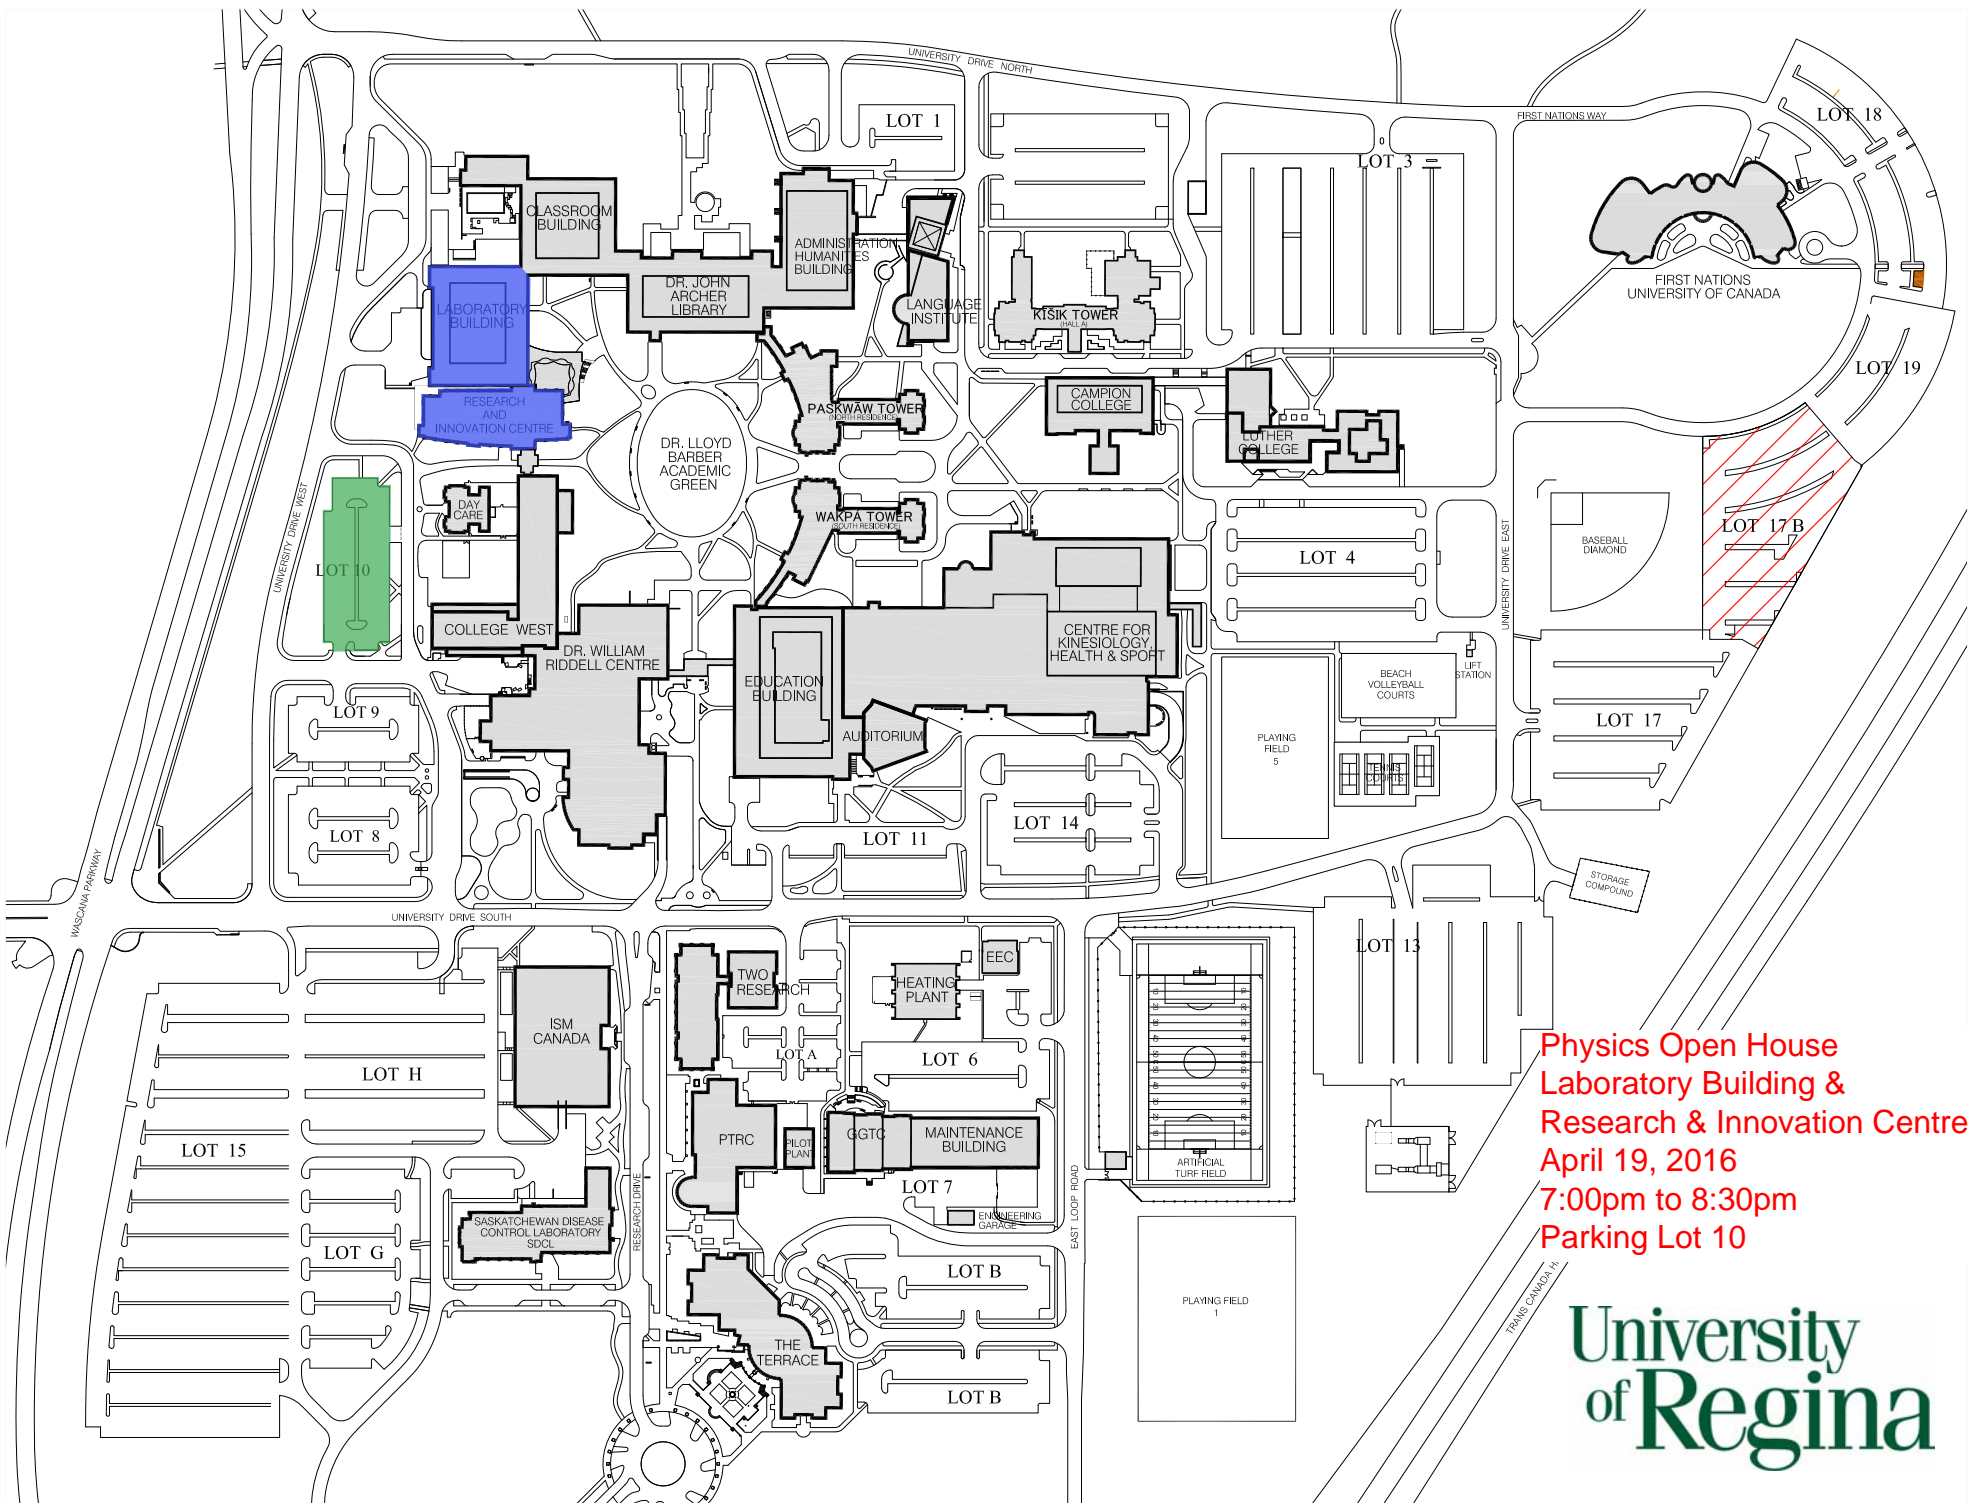 UNIVERSITY DRIVE NORTH
FIRST NATIONS WAY
LOT 18
LOT 1
LOT 3
CLASSROOM
BUILDING
ADMINISTRATION
HUMANITIES
BUILDING
DR. JOHN
ARCHER
LIBRARY
LANGUAGE
INSTITUTE
KĪŠIK TOWER
(HALL A)
FIRST NATIONS
UNIVERSITY OF CANADA
LABORATORY
BUILDING
LOT 19
RESEARCH
AND
INNOVATION CENTRE
PASKWĀW TOWER
(NORTH RESIDENCE)
CAMPION
COLLEGE
LUTHER
COLLEGE
DR. LLOYD
BARBER
ACADEMIC
GREEN
DAY
CARE
WAKPÁ TOWER
(SOUTH RESIDENCE)
UNIVERSITY DRIVE WEST
LOT 10
LOT 4
UNIVERSITY DRIVE EAST
BASEBALL
DIAMOND
LOT 17 B
COLLEGE WEST
DR. WILLIAM
RIDDELL CENTRE
CENTRE FOR
KINESIOLOGY,
HEALTH & SPORT
EDUCATION
BUILDING
AUDITORIUM
BEACH
VOLLEYBALL
COURTS
LIFT
STATION
LOT 9
LOT 17
PLAYING
FIELD
5
TENNIS
COURTS
LOT 8
LOT 11
LOT 14
STORAGE
COMPOUND
WASCANA PARKWAY
UNIVERSITY DRIVE SOUTH
LOT 13
TWO
RESEARCH
HEATING
PLANT
EEC
ISM
CANADA
LOT H
LOT A
LOT 6
LOT 15
PTRC
PILOT
PLANT
GGTC
MAINTENANCE
BUILDING
ARTIFICIAL
TURF FIELD
LOT 7
ENGINEERING
GARAGE
EAST LOOP ROAD
RESEARCH DRIVE
SASKATCHEWAN DISEASE
CONTROL LABORATORY
SDCL
LOT G
LOT B
THE
TERRACE
LOT B
PLAYING FIELD
1
TRANS CANADA H
Physics Open House
Laboratory Building &
Research & Innovation Centre
April 19, 2016
7:00pm to 8:30pm
Parking Lot 10
University
of Regina